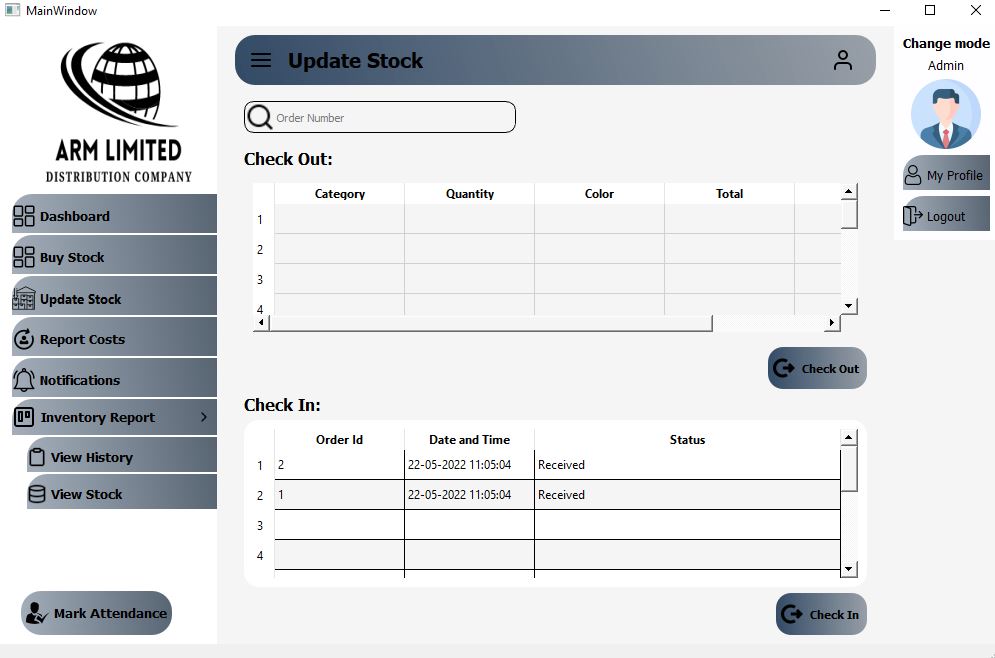 MainWindow
ARM LIMITED
DISTRIBUTION COMPANY
Dashboard
Buy Stock
Update Stock
Report Costs
Notifications
Inventory Report
View History
View Stock
Mark Attendance
Update Stock
Order Number
Check Out:
Category Quantity Color Total
1
2
3
4
Check Out
Check In:
Order Id Date and Time Status
1 2 22-05-2022 11:05:04 Received
2 1 22-05-2022 11:05:04 Received
3
4
Check In
Change mode
Admin
My Profile
Logout